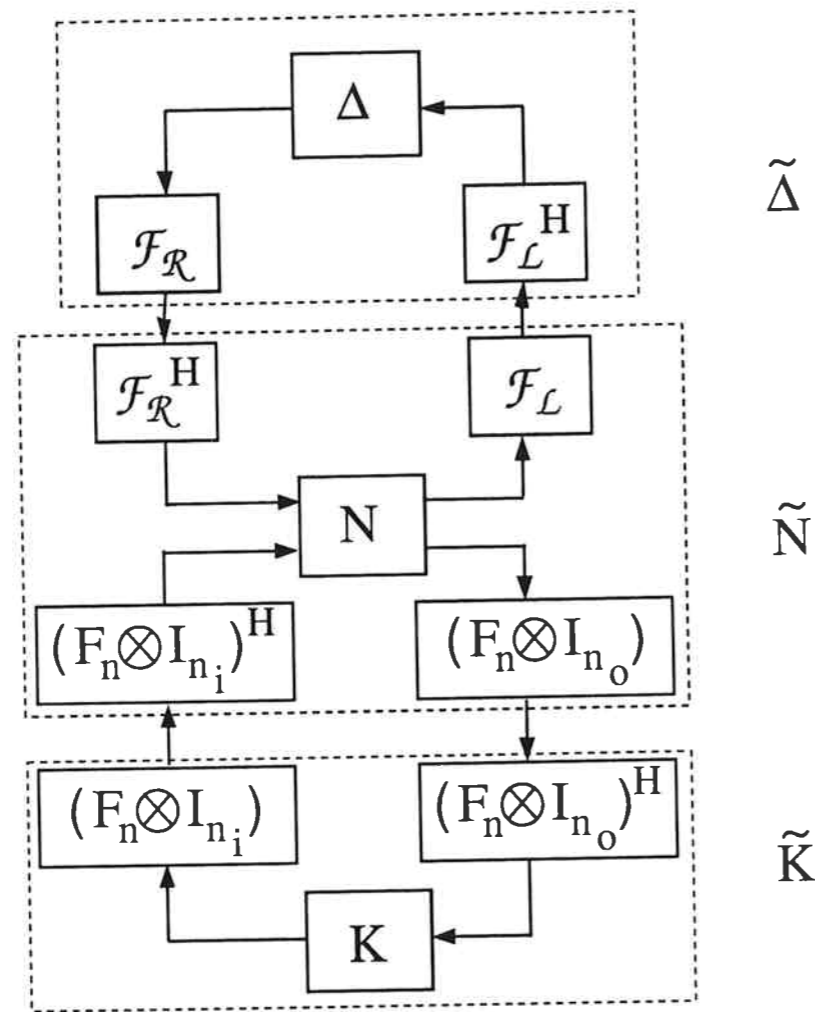 Δ
Δ̃
ℱ_ℛ
ℱ_ℒ^H
ℱ_ℛ^H
ℱ_ℒ
N
Ñ
(F_n⊗I_{n_i})^H
(F_n⊗I_{n_o})
(F_n⊗I_{n_i})
(F_n⊗I_{n_o})^H
K̃
K